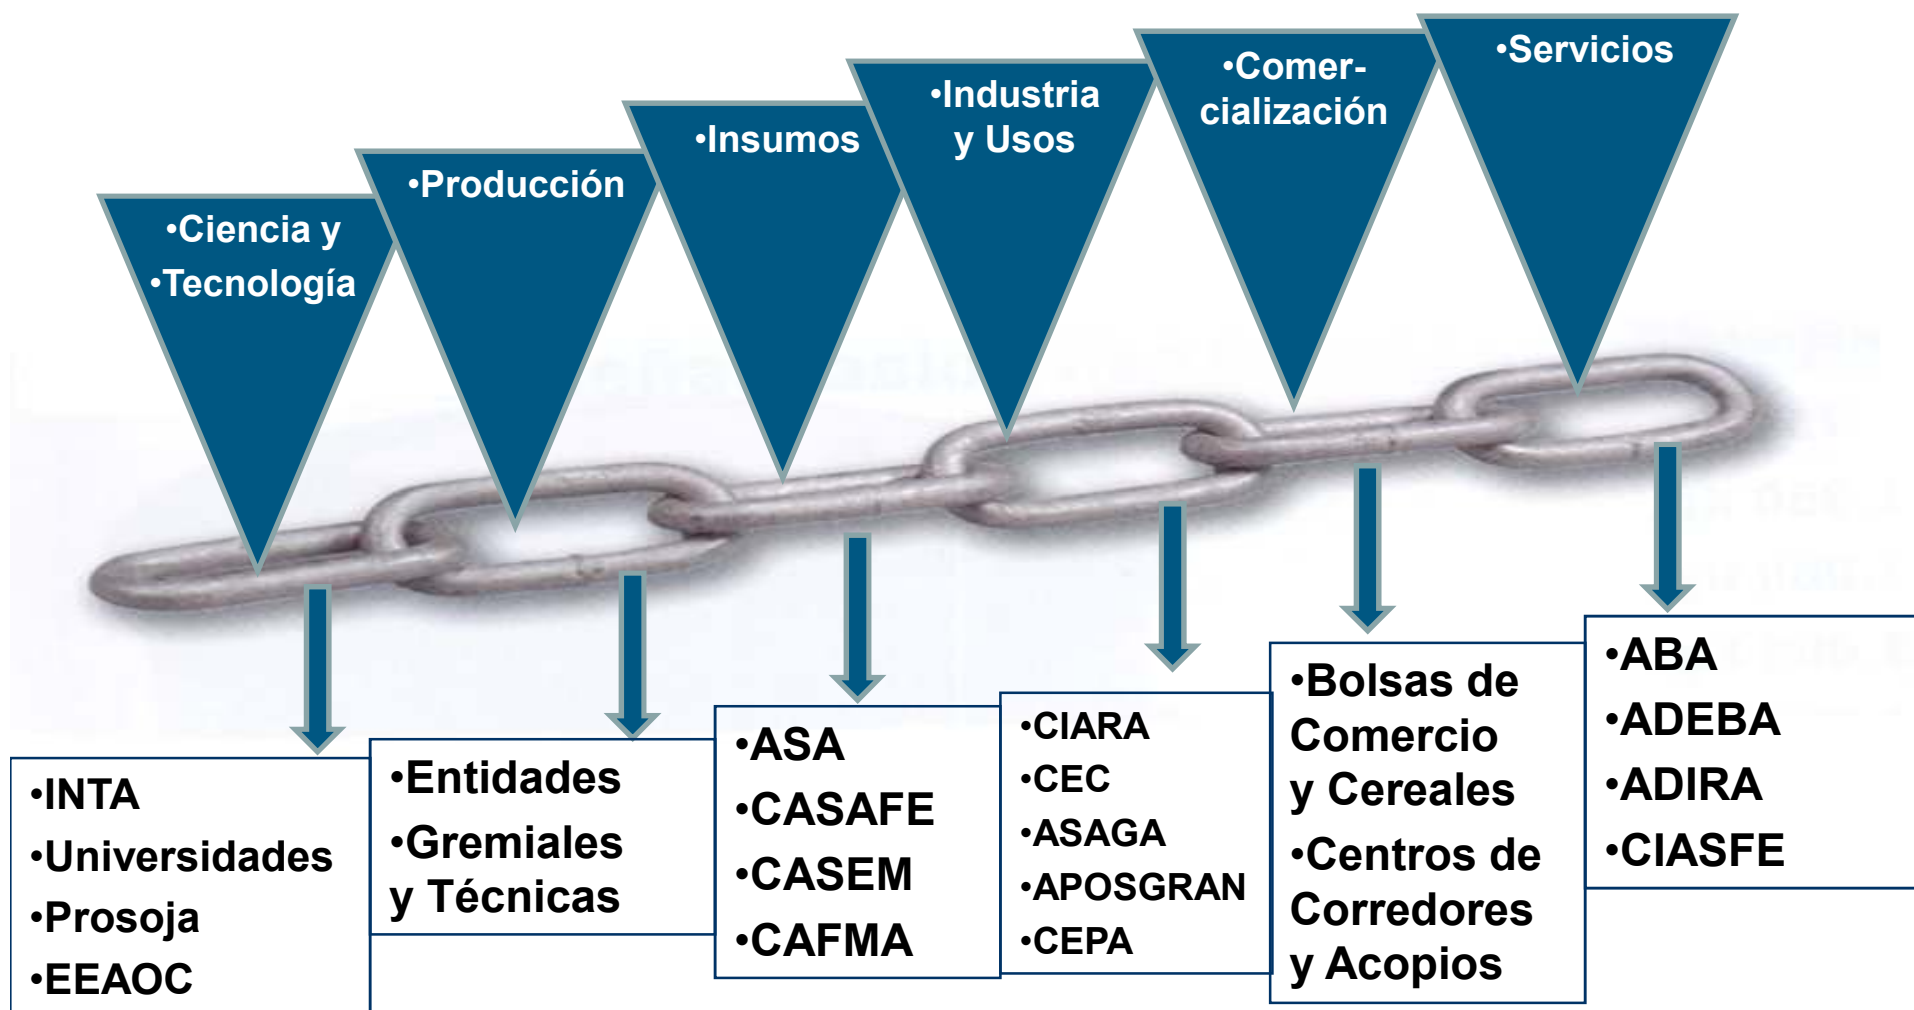 •Ciencia y
•Tecnología
•Producción
•Insumos
•Industria
y Usos
•Comer-
cialización
•Servicios
•INTA
•Universidades
•Prosoja
•EEAOC
•Entidades
•Gremiales
y Técnicas
•ASA
•CASAFE
•CASEM
•CAFMA
•CIARA
•CEC
•ASAGA
•APOSGRAN
•CEPA
•Bolsas de
Comercio
y Cereales
•Centros de
Corredores
y Acopios
•ABA
•ADEBA
•ADIRA
•CIASFE